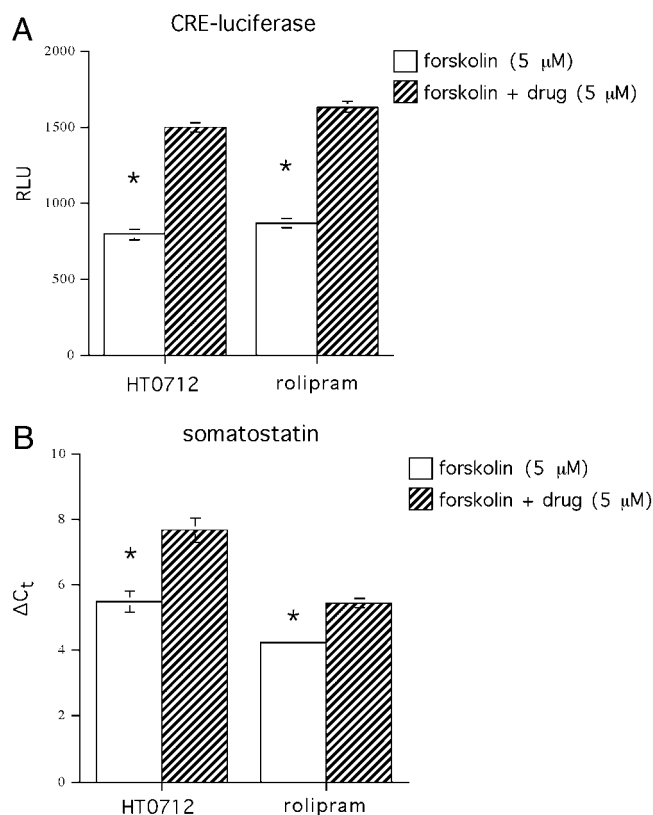 A
CRE-luciferase
2000
1500
1000
500
0
RLU
*
*
HT0712
rolipram
forskolin (5 μM)
forskolin + drug (5 μM)
B
somatostatin
10
8
6
4
2
0
ΔCt
*
*
HT0712
rolipram
forskolin (5 μM)
forskolin + drug (5 μM)